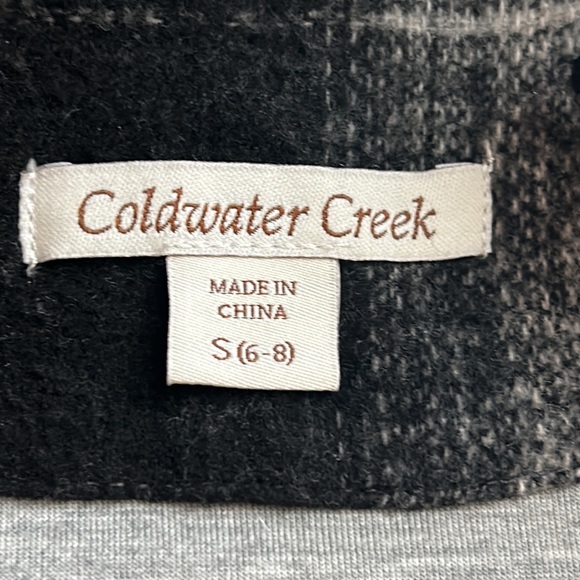 Coldwater Creek
MADE IN
CHINA
S (6-8)